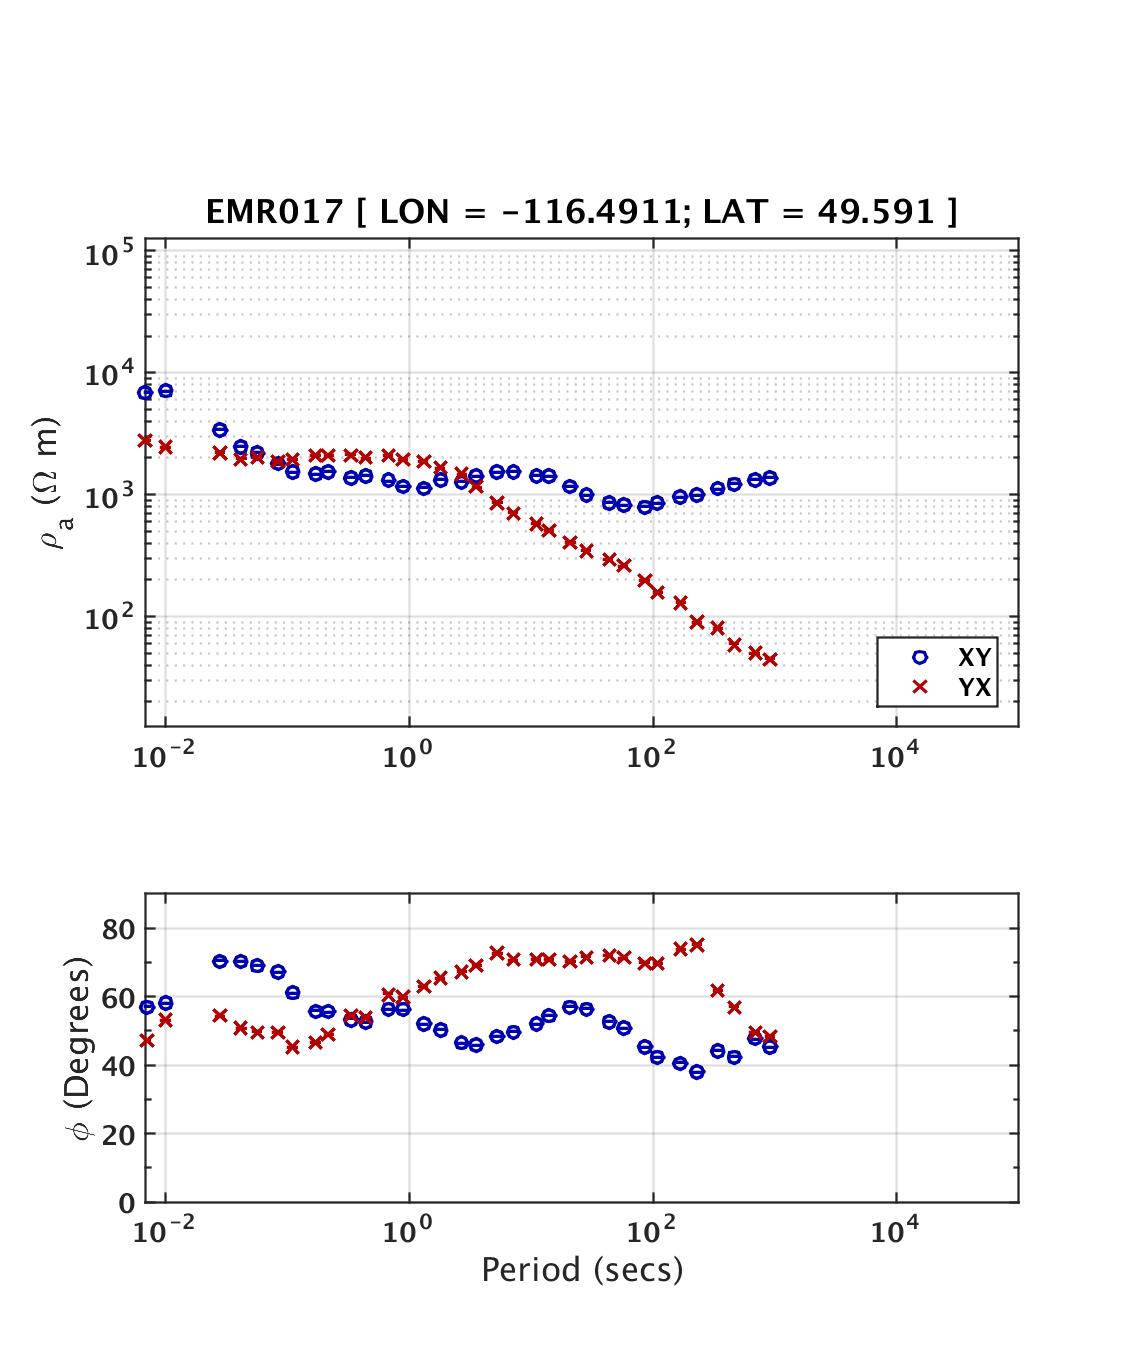 EMR017 [ LON = -116.4911; LAT = 49.591 ]
10^5
10^4
10^3
10^2
ρ_a (Ω m)
XY
YX
10^-2 10^0 10^2 10^4
80
60
40
20
0
ϕ (Degrees)
10^-2 10^0 10^2 10^4
Period (secs)